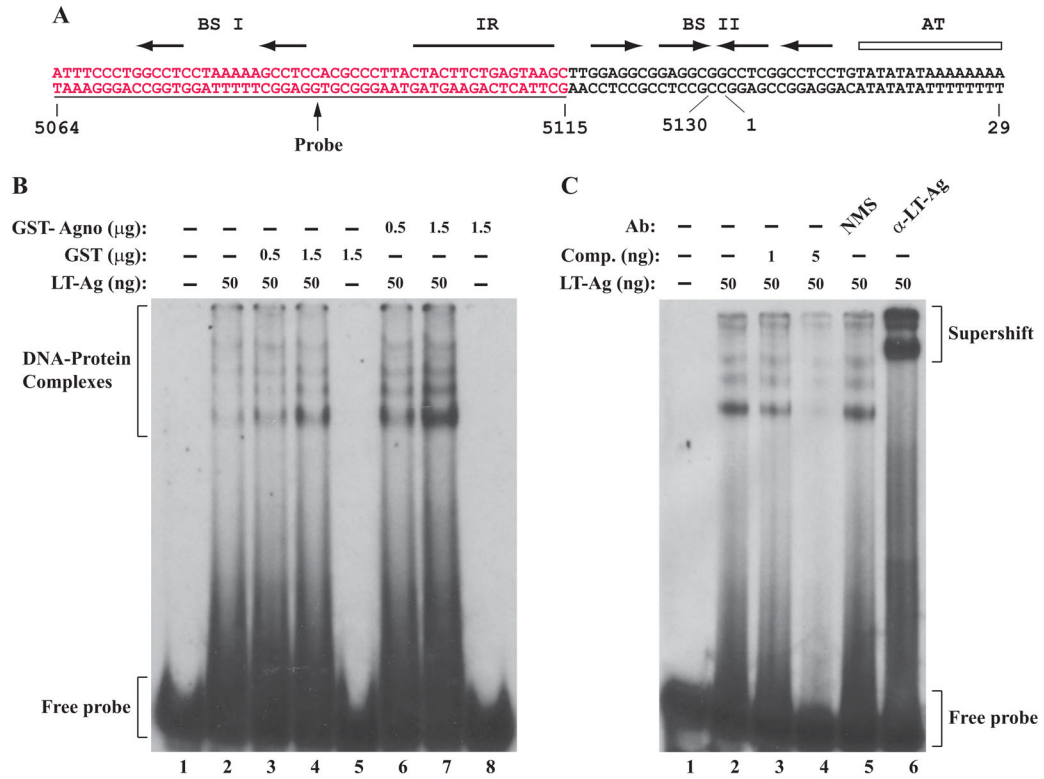 A
BS I IR BS II AT
ATTTCCCTGGCCTCCTAAAAAGCCTCCACGCCCTTACTACTTCTGAGTAAGCTTGGAGGCGGAGGCGGCCTCGGCCTCCTGTATATATAAAAAAAA
TAAAGGGACCGGTGGATTTTTCGGAGGTGCGGGAATGATGAAGACTCATTCGAACCTCCGCCTCCGCCGGAGCCGGAGGACATATATATTTTTTTT
5064 Probe 5115 5130 1 29
B
GST- Agno (μg): – – – – – 0.5 1.5 1.5
GST (μg): – – 0.5 1.5 1.5 – – –
LT-Ag (ng): – 50 50 50 – 50 50 –
DNA-Protein
Complexes
Free probe
1 2 3 4 5 6 7 8
C
Ab: – – – – NMS α-LT-Ag
Comp. (ng): – – 1 5 – –
LT-Ag (ng): – 50 50 50 50 50
Supershift
Free probe
1 2 3 4 5 6